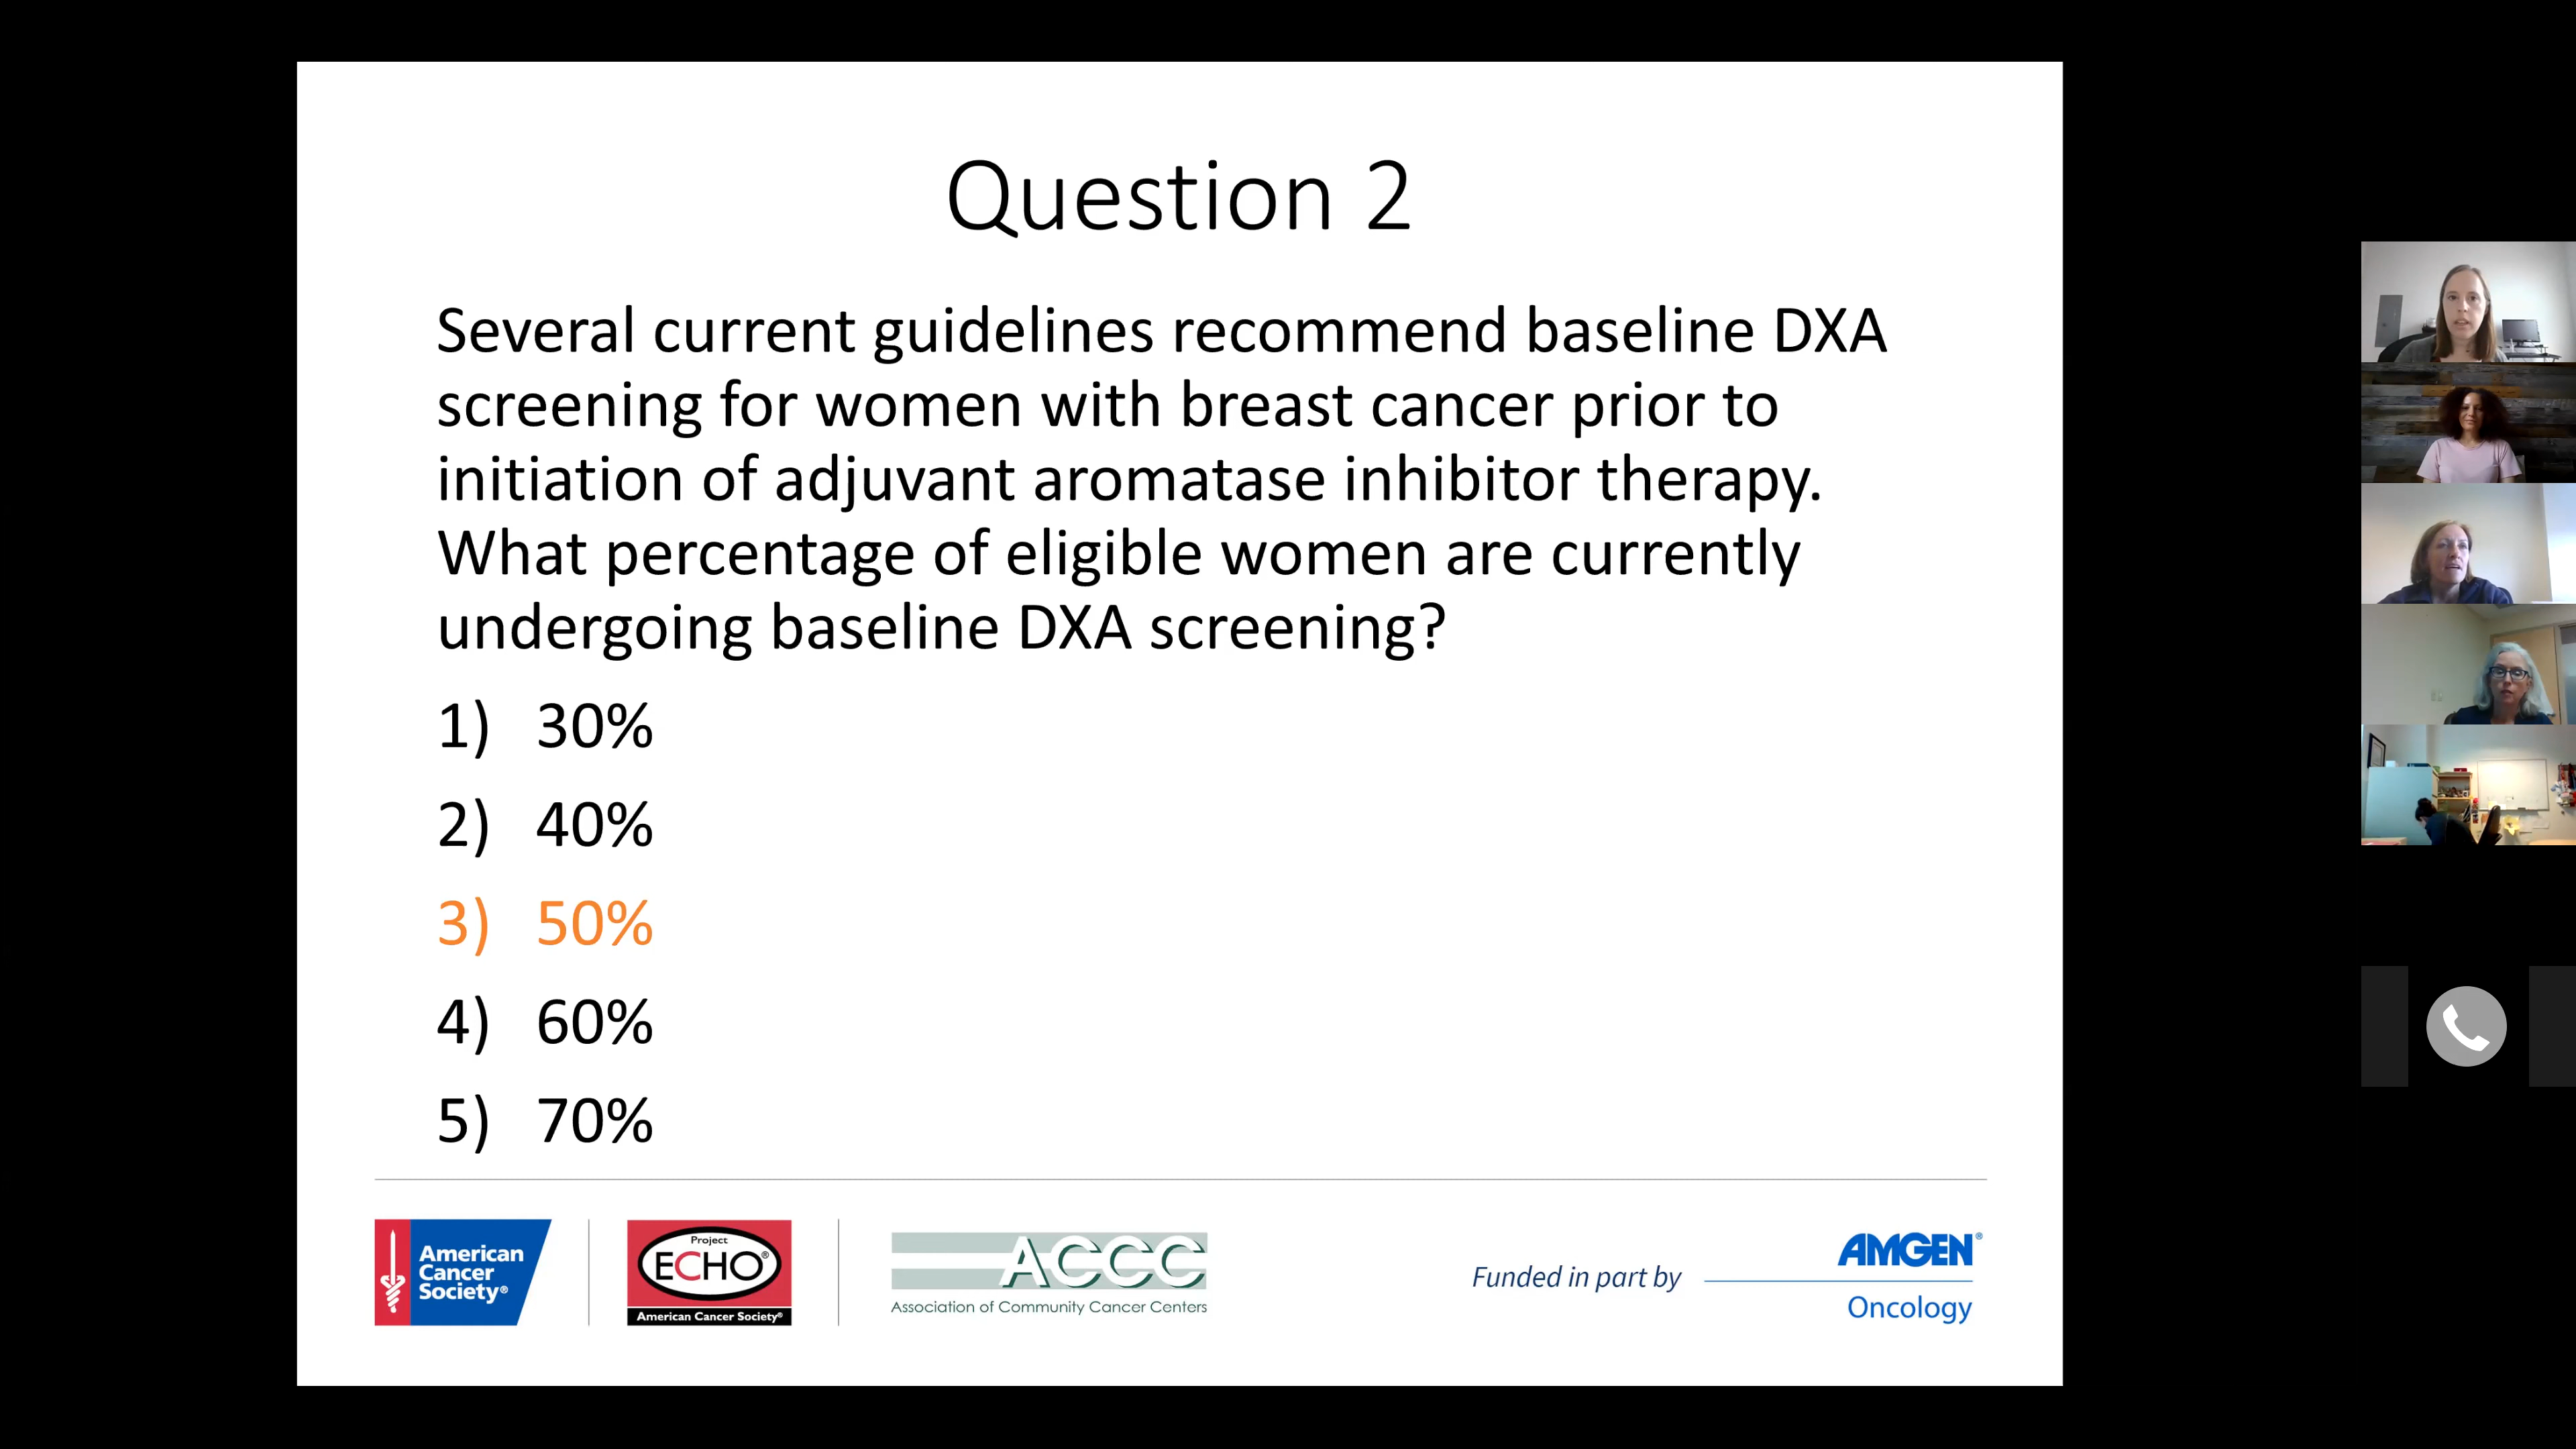 Question 2
Several current guidelines recommend baseline DXA
screening for women with breast cancer prior to
initiation of adjuvant aromatase inhibitor therapy.
What percentage of eligible women are currently
undergoing baseline DXA screening?
1) 30%
2) 40%
3) 50%
4) 60%
5) 70%
American
Cancer
Society®
Project
ECHO®
American Cancer Society®
ACCC
Association of Community Cancer Centers
Funded in part by
AMGEN®
Oncology